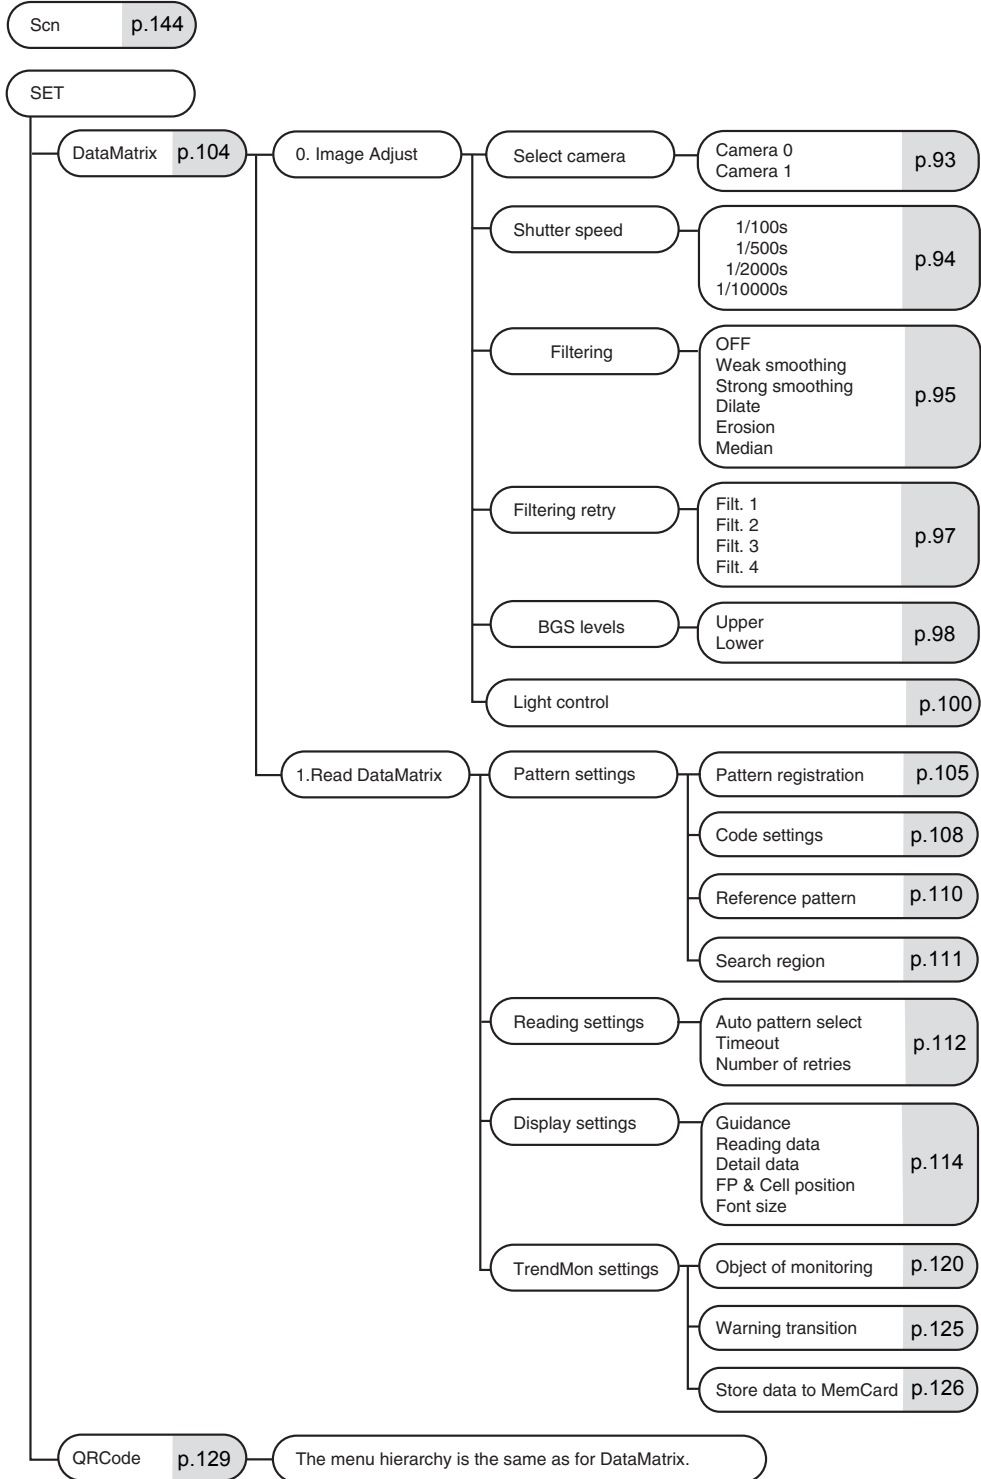 Scn p.144
SET
DataMatrix p.104
0. Image Adjust
Select camera
Camera 0
Camera 1
p.93
Shutter speed
1/100s
1/500s
1/2000s
1/10000s
p.94
Filtering
OFF
Weak smoothing
Strong smoothing
Dilate
Erosion
Median
p.95
Filtering retry
Filt. 1
Filt. 2
Filt. 3
Filt. 4
p.97
BGS levels
Upper
Lower
p.98
Light control p.100
1.Read DataMatrix
Pattern settings
Pattern registration p.105
Code settings p.108
Reference pattern p.110
Search region p.111
Reading settings
Auto pattern select
Timeout
Number of retries
p.112
Display settings
Guidance
Reading data
Detail data
FP & Cell position
Font size
p.114
TrendMon settings
Object of monitoring p.120
Warning transition p.125
Store data to MemCard p.126
QRCode p.129
The menu hierarchy is the same as for DataMatrix.